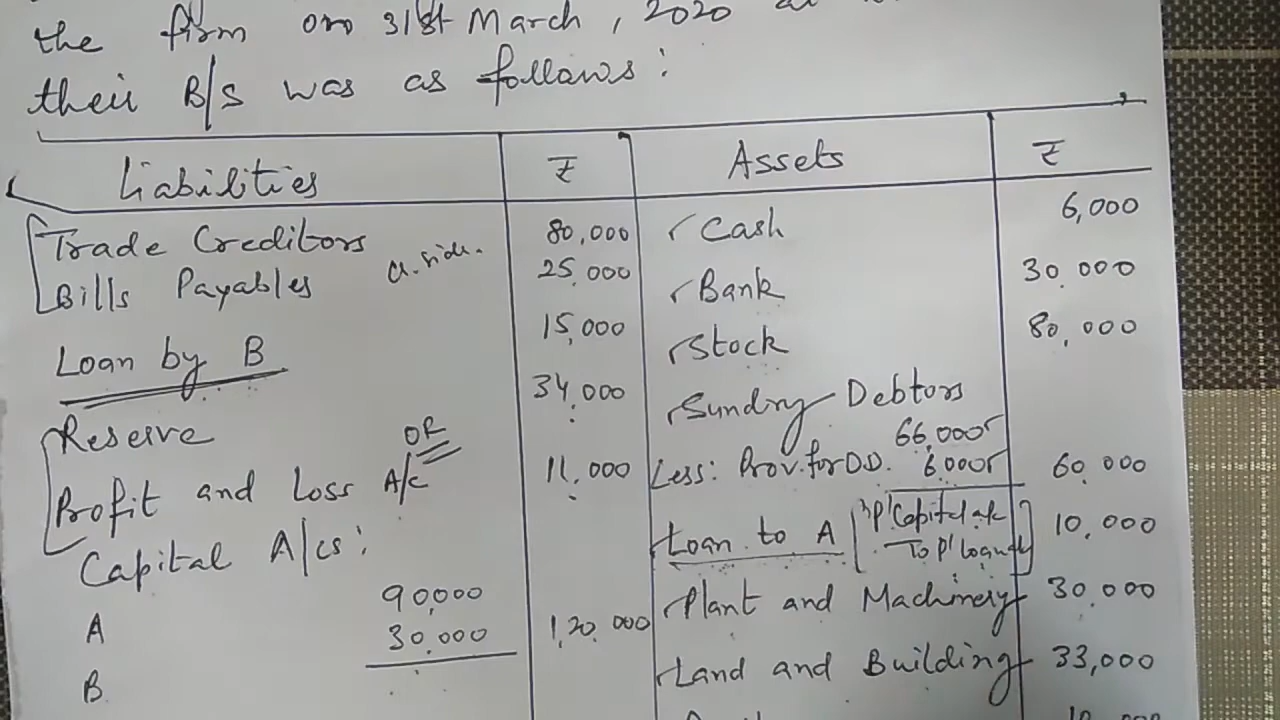 the firm on 31st March, 2020
their B/S was as follows:
Liabilities ₹ Assets ₹
Trade Creditors 80,000 Cash 6,000
Bills Payables 25,000 Bank 30,000
Loan by B 15,000 Stock 80,000
Reserve 34,000 Sundry Debtors
66,000
Profit and Loss A/c 11,000 Less: Prov. for D.D. 6,000 60,000
OR
Capital A/cs: Loan to A 10,000
P' Capital a/c
To P' loan
A 90,000 Plant and Machinery 30,000
B 30,000 1,20,000 Land and Building 33,000